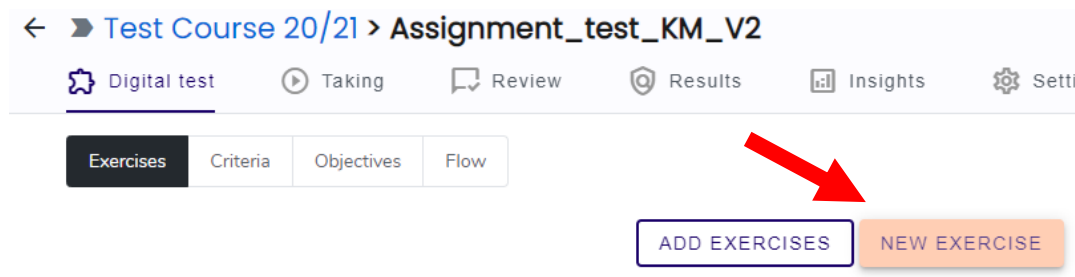 Test Course 20/21 > Assignment_test_KM_V2
Digital test Taking Review Results Insights Setti
Exercises Criteria Objectives Flow
ADD EXERCISES NEW EXERCISE